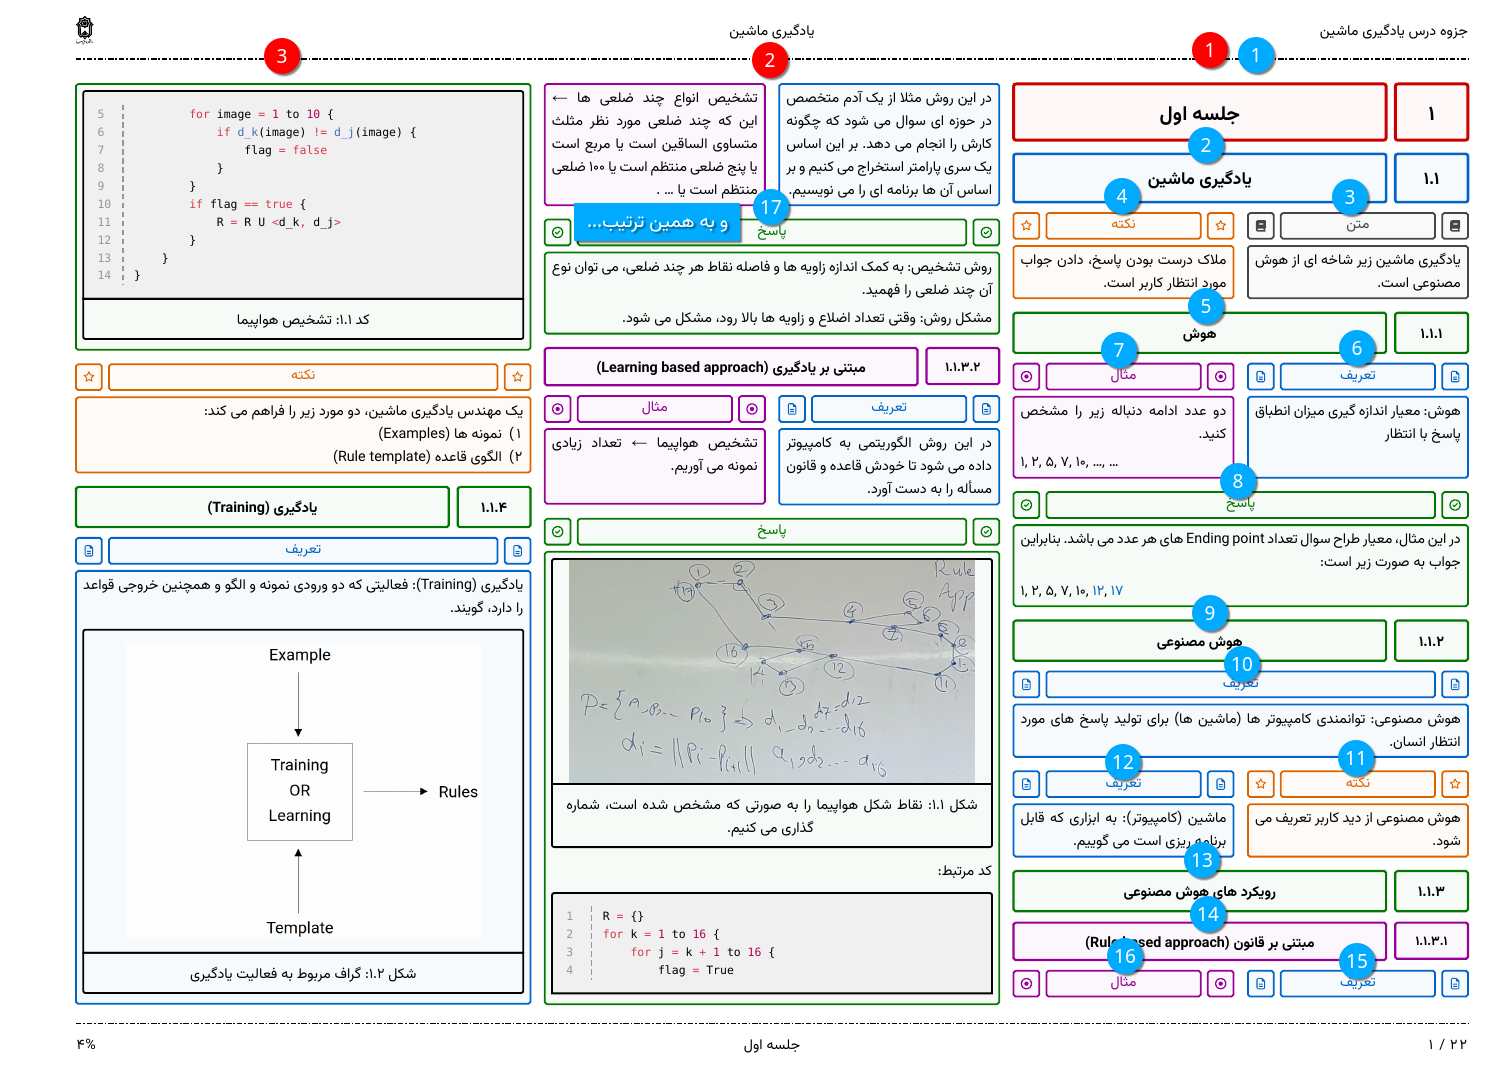 جزوه درس یادگیری ماشین
یادگیری ماشین
1
1
2
3
۱
جلسه اول
2
۱.۱
یادگیری ماشین
3
متن
یادگیری ماشین زیر شاخه ای از هوش
مصنوعی است.
4
نکته
ملاک درست بودن پاسخ، دادن جواب
مورد انتظار کاربر است.
5
۱.۱.۱
هوش
6
تعریف
هوش: معیار اندازه گیری میزان انطباق
پاسخ با انتظار
7
مثال
دو عدد ادامه دنباله زیر را مشخص
کنید.
۱, ۲, ۵, ۷, ۱۰, ..., ...
8
پاسخ
در این مثال، معیار طراح سوال تعداد Ending point های هر عدد می باشد. بنابراین
جواب به صورت زیر است:
۱, ۲, ۵, ۷, ۱۰, ۱۲, ۱۷
9
۱.۱.۲
هوش مصنوعی
10
تعریف
هوش مصنوعی: توانمندی کامپیوتر ها (ماشین ها) برای تولید پاسخ های مورد
انتظار انسان.
11
نکته
هوش مصنوعی از دید کاربر تعریف می
شود.
12
تعریف
ماشین (کامپیوتر): به ابزاری که قابل
برنامه ریزی است می گوییم.
13
۱.۱.۳
رویکرد های هوش مصنوعی
14
۱.۱.۳.۱
مبتنی بر قانون (Rule based approach)
15
تعریف
16
مثال
در این روش مثلا از یک آدم متخصص
در حوزه ای سوال می شود که چگونه
کارش را انجام می دهد. بر این اساس
یک سری پارامتر استخراج می کنیم و بر
اساس آن ها برنامه ای را می نویسیم.
تشخیص انواع چند ضلعی ها ←
این که چند ضلعی مورد نظر مثلث
متساوی الساقین است یا مربع است
یا پنج ضلعی منتظم است یا ۱۰۰ ضلعی
منتظم است یا ... .
17
و به همین ترتیب...
پاسخ
روش تشخیص: به کمک اندازه زاویه ها و فاصله نقاط هر چند ضلعی، می توان نوع
آن چند ضلعی را فهمید.
مشکل روش: وقتی تعداد اضلاع و زاویه ها بالا رود، مشکل می شود.
۱.۱.۳.۲
مبتنی بر یادگیری (Learning based approach)
تعریف
در این روش الگوریتمی به کامپیوتر
داده می شود تا خودش قاعده و قانون
مسأله را به دست آورد.
مثال
تشخیص هواپیما ← تعداد زیادی
نمونه می آوریم.
پاسخ
Rule
App
1 2 3 4 5 6 7 8
11 12 13 14 16 17
شکل ۱.۱: نقاط شکل هواپیما را به صورتی که مشخص شده است، شماره
گذاری می کنیم.
کد مرتبط:
1 R = {}
2 for k = 1 to 16 {
3 for j = k + 1 to 16 {
4 flag = True
5 for image = 1 to 10 {
6 if d_k(image) != d_j(image) {
7 flag = false
8 }
9 }
10 if flag == true {
11 R = R U <d_k, d_j>
12 }
13 }
14 }
کد ۱.۱: تشخیص هواپیما
نکته
یک مهندس یادگیری ماشین، دو مورد زیر را فراهم می کند:
۱) نمونه ها (Examples)
۲) الگوی قاعده (Rule template)
۱.۱.۴
یادگیری (Training)
تعریف
یادگیری (Training): فعالیتی که دو ورودی نمونه و الگو و همچنین خروجی قواعد
را دارد، گویند.
Example
Training
OR
Learning
Rules
Template
شکل ۱.۲: گراف مربوط به فعالیت یادگیری
۱ / ۲۲
جلسه اول
۴%